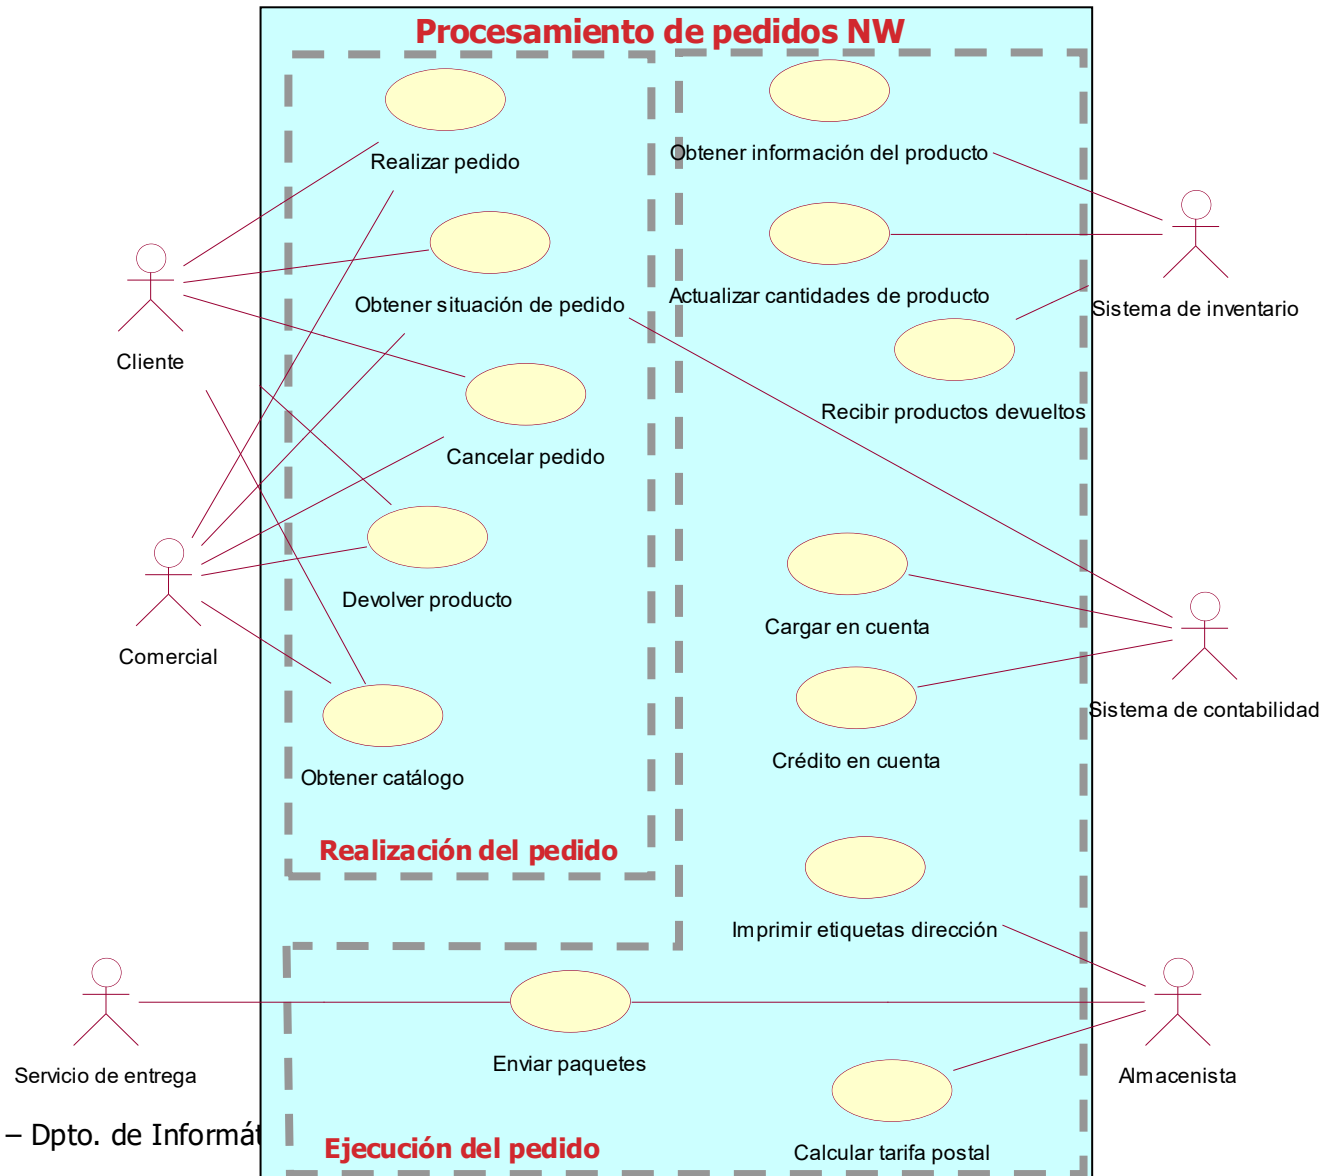 Procesamiento de pedidos NW
Realizar pedido
Obtener información del producto
Obtener situación de pedido
Actualizar cantidades de producto
Sistema de inventario
Cliente
Recibir productos devueltos
Cancelar pedido
Devolver producto
Cargar en cuenta
Comercial
Sistema de contabilidad
Crédito en cuenta
Obtener catálogo
Realización del pedido
Imprimir etiquetas dirección
Enviar paquetes
Servicio de entrega
Almacenista
– Dpto. de Informát
Ejecución del pedido
Calcular tarifa postal